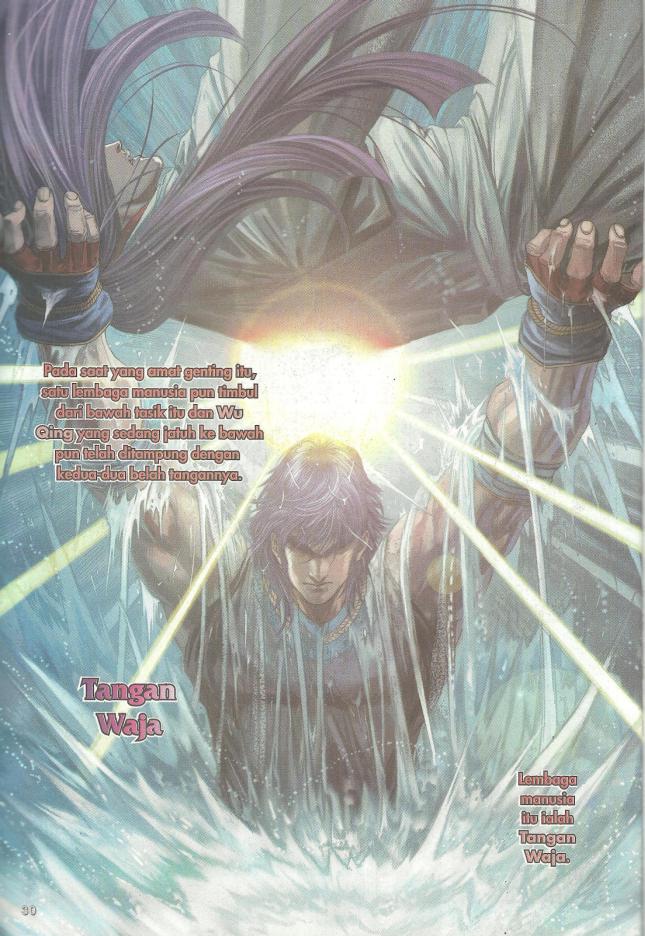 Pada saat yang amat genting itu,
satu lembaga manusia pun timbul
dari bawah tasik itu dan Wu
Qing yang sedang jatuh ke bawah
pun telah ditampung dengan
kedua-dua belah tangannya.
Tangan
Waja
Lembaga
manusia
itu ialah
Tangan
Waja.
30